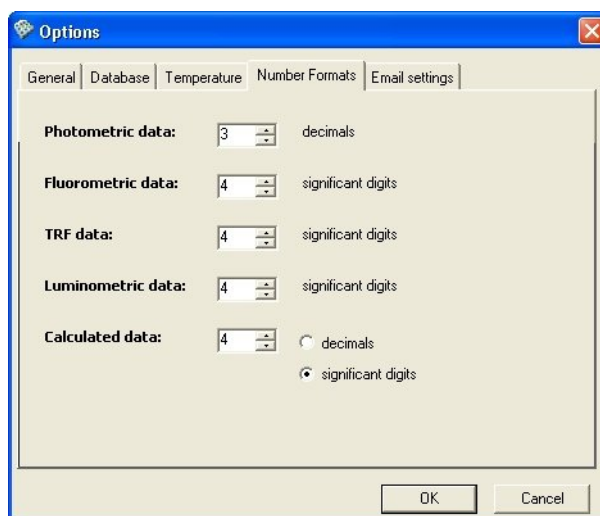 Options
General Database Temperature Number Formats Email settings
Photometric data: 3 decimals
Fluorometric data: 4 significant digits
TRF data: 4 significant digits
Luminometric data: 4 significant digits
Calculated data: 4 decimals
significant digits
OK Cancel